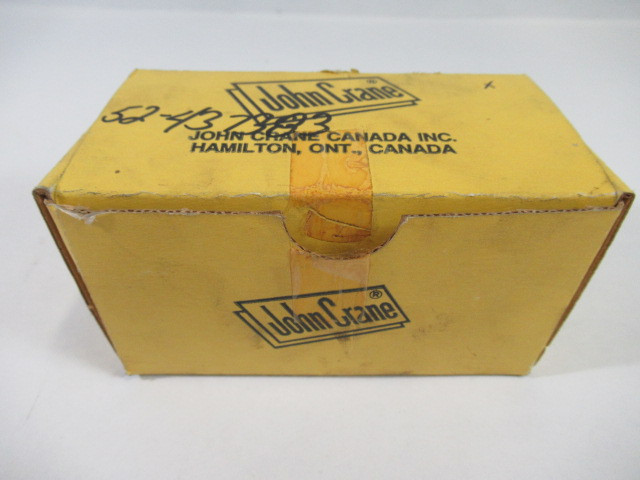 John Crane®
x
52-43
JOHN CRANE CANADA INC.
HAMILTON, ONT., CANADA
John Crane®